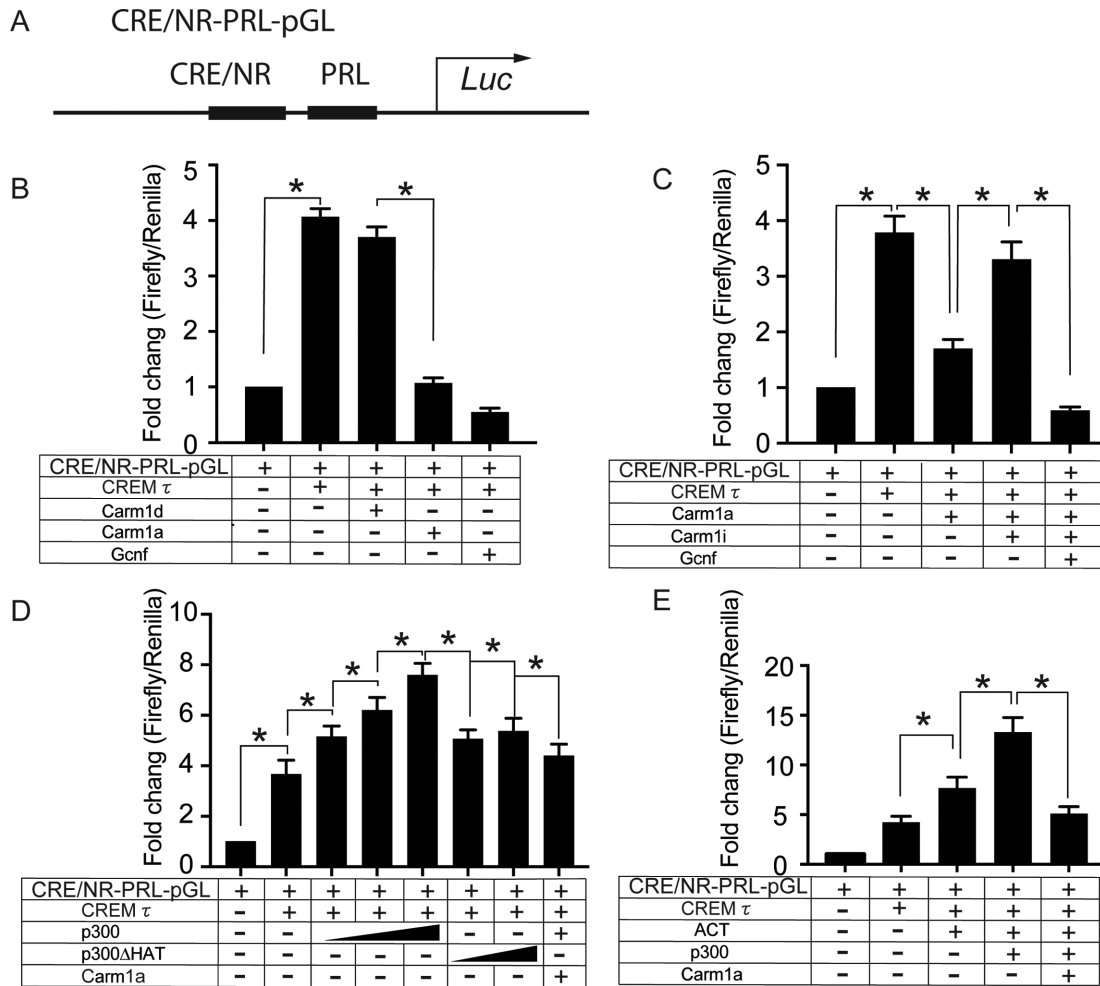 A
CRE/NR-PRL-pGL
CRE/NR PRL Luc
B
Fold chang (Firefly/Renilla)
5
4
3
2
1
0
* *
CRE/NR-PRL-pGL + + + + +
CREM τ - + + + +
Carm1d - - + - -
Carm1a - - - + -
Gcnf - - - - +
C
Fold chang (Firefly/Renilla)
5
4
3
2
1
0
* * * *
CRE/NR-PRL-pGL + + + + +
CREM τ - + + + +
Carm1a - - + + +
Carm1i - - - + +
Gcnf - - - - +
D
Fold chang (Firefly/Renilla)
10
8
6
4
2
0
* * * * * * *
CRE/NR-PRL-pGL + + + + + + + +
CREM τ - + + + + + + +
p300 - - - - +
p300ΔHAT - - - - - -
Carm1a - - - - - - - +
E
Fold chang (Firefly/Renilla)
20
15
10
5
0
* * *
CRE/NR-PRL-pGL + + + + +
CREM τ - + + + +
ACT - - + + +
p300 - - - + +
Carm1a - - - - +